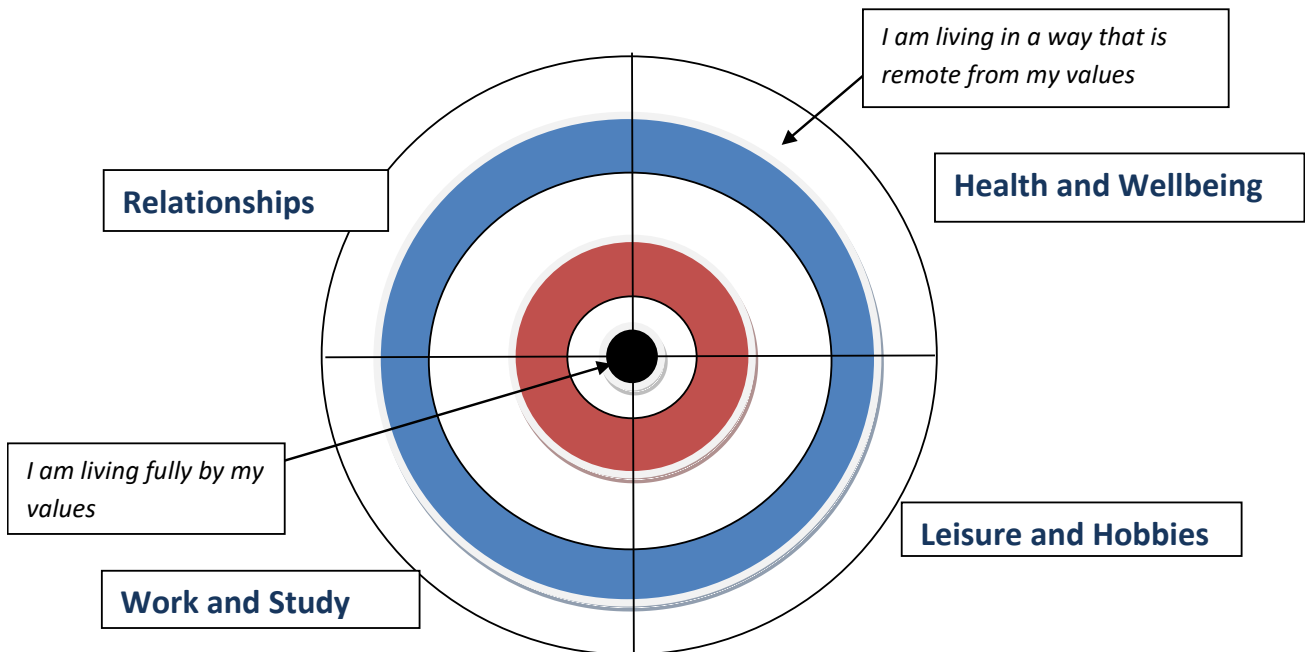 I am living in a way that is
remote from my values
Relationships
Health and Wellbeing
I am living fully by my
values
Leisure and Hobbies
Work and Study